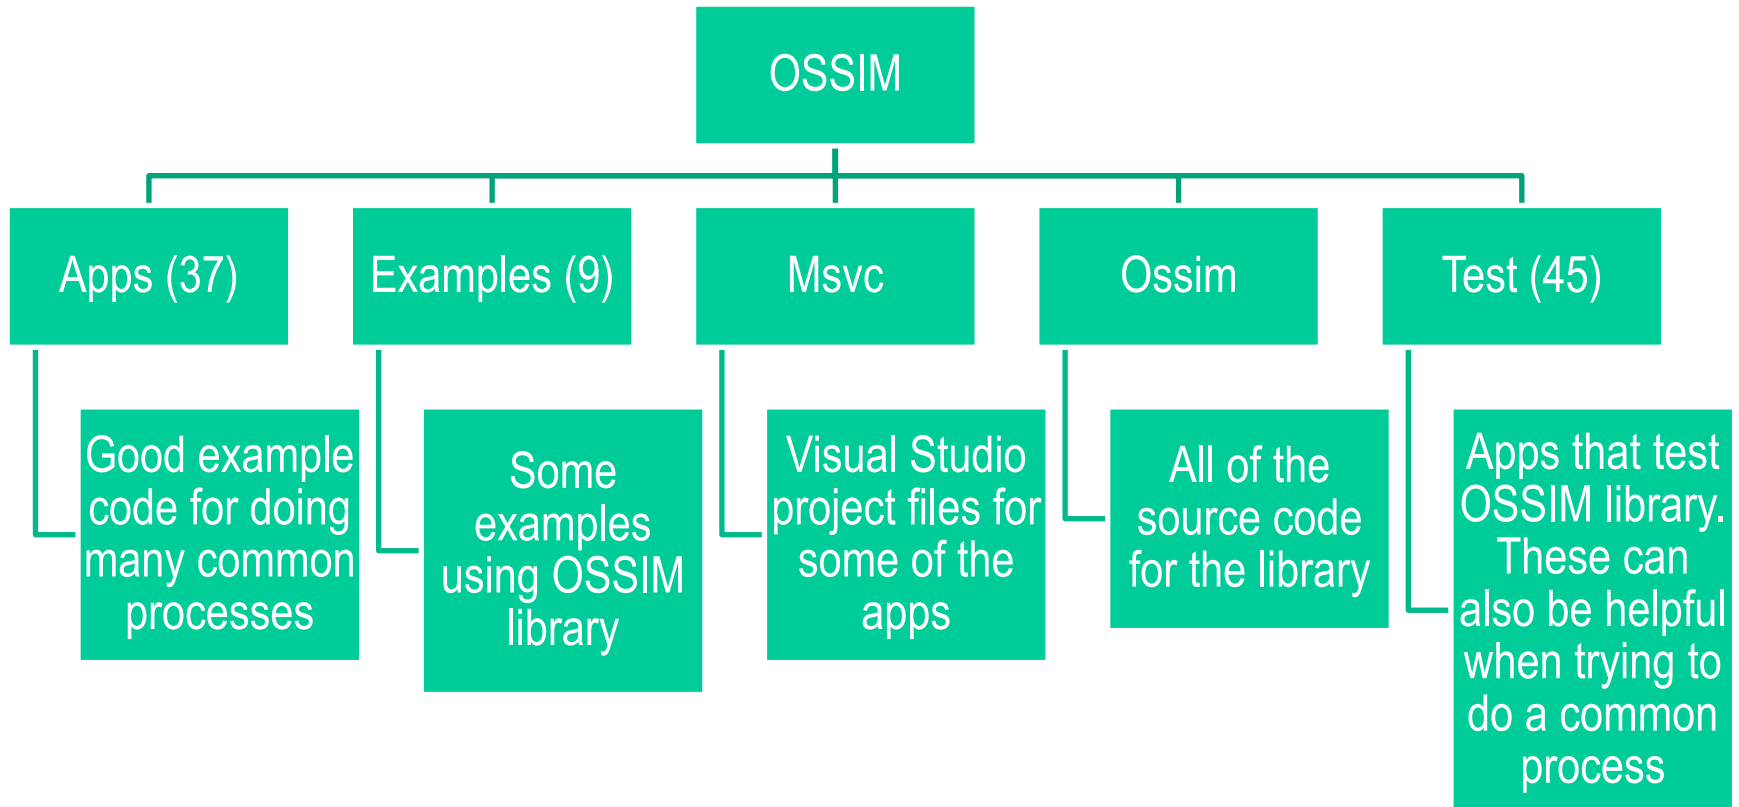 OSSIM
Apps (37)
Examples (9)
Msvc
Ossim
Test (45)
Good example
code for doing
many common
processes
Some
examples
using OSSIM
library
Visual Studio
project files for
some of the
apps
All of the
source code
for the library
Apps that test
OSSIM library.
These can
also be helpful
when trying to
do a common
process